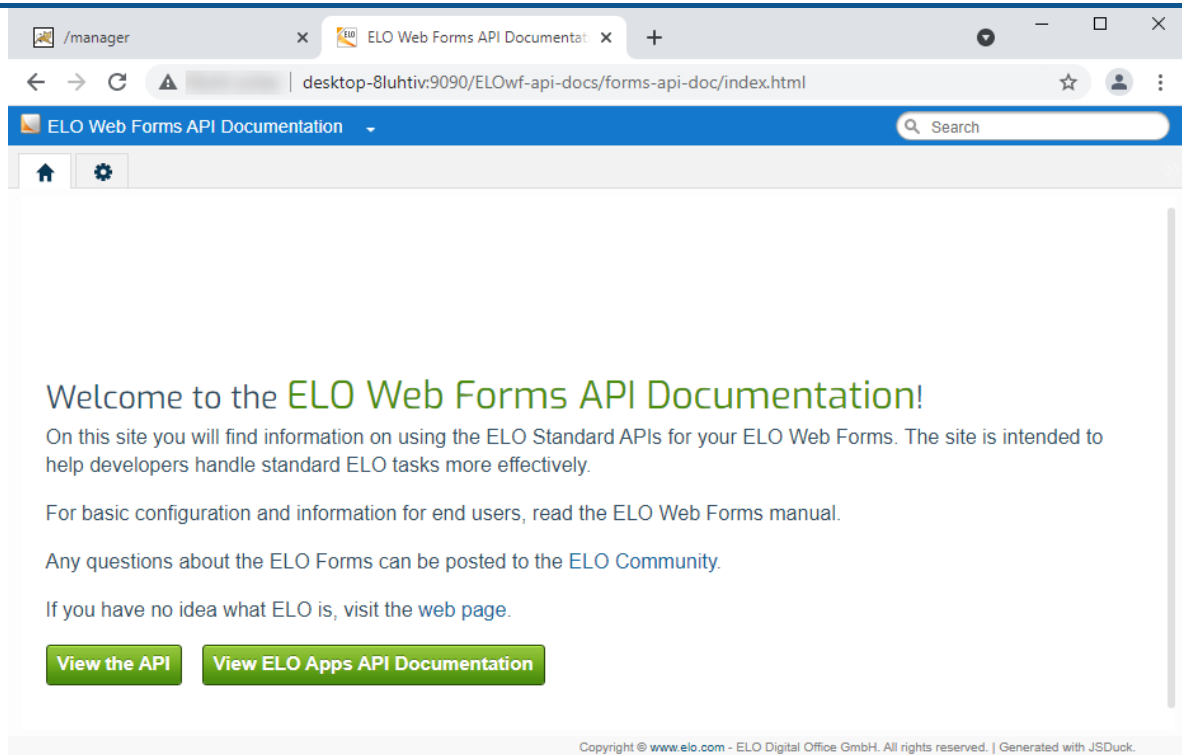 /manager
ELO ELO Web Forms API Documentat
desktop-8luhtiv:9090/ELOwf-api-docs/forms-api-doc/index.html
ELO Web Forms API Documentation
Search
Welcome to the ELO Web Forms API Documentation!
On this site you will find information on using the ELO Standard APIs for your ELO Web Forms. The site is intended to
help developers handle standard ELO tasks more effectively.
For basic configuration and information for end users, read the ELO Web Forms manual.
Any questions about the ELO Forms can be posted to the ELO Community.
If you have no idea what ELO is, visit the web page.
View the API View ELO Apps API Documentation
Copyright © www.elo.com - ELO Digital Office GmbH. All rights reserved. | Generated with JSDuck.